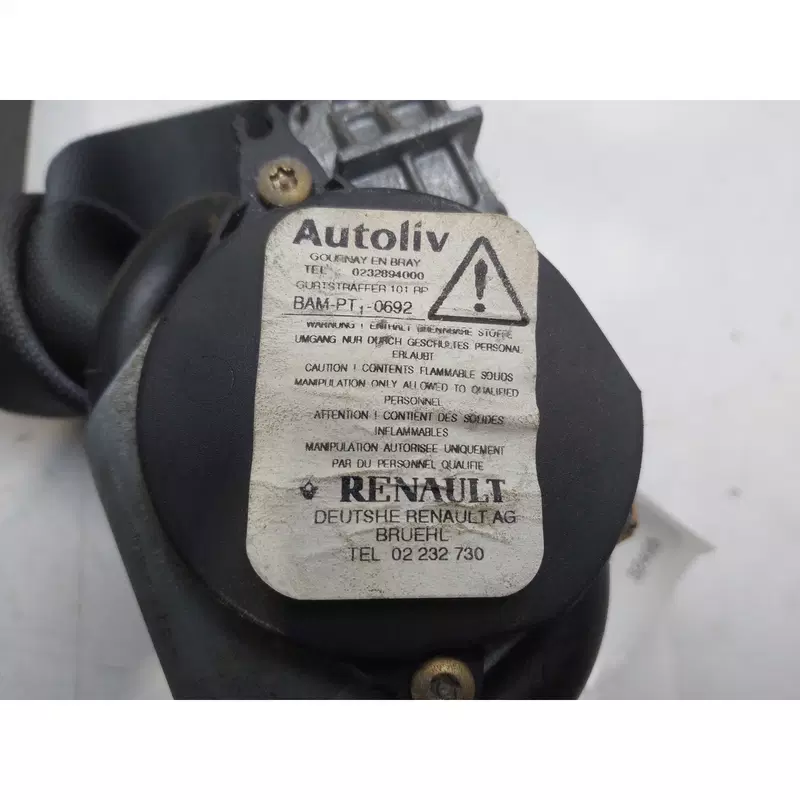 Autoliv
GOURNAY EN BRAY
TEL 0232894000
GURTSTRAFFER 101 RP
BAM-PT1-0692
WARNUNG ! ENTHALT BRENNBARE STOFFE
UMGANG NUR DURCH GESCHULTES PERSONAL
ERLAUBT
CAUTION ! CONTENTS FLAMMABLE SOLIDS
MANIPULATION ONLY ALLOWED TO QUALIFIED
PERSONNEL
ATTENTION ! CONTIENT DES SOLIDES
INFLAMMABLES
MANIPULATION AUTORISEE UNIQUEMENT
PAR DU PERSONNEL QUALIFIE
RENAULT
DEUTSHE RENAULT AG
BRUEHL
TEL 02 232 730